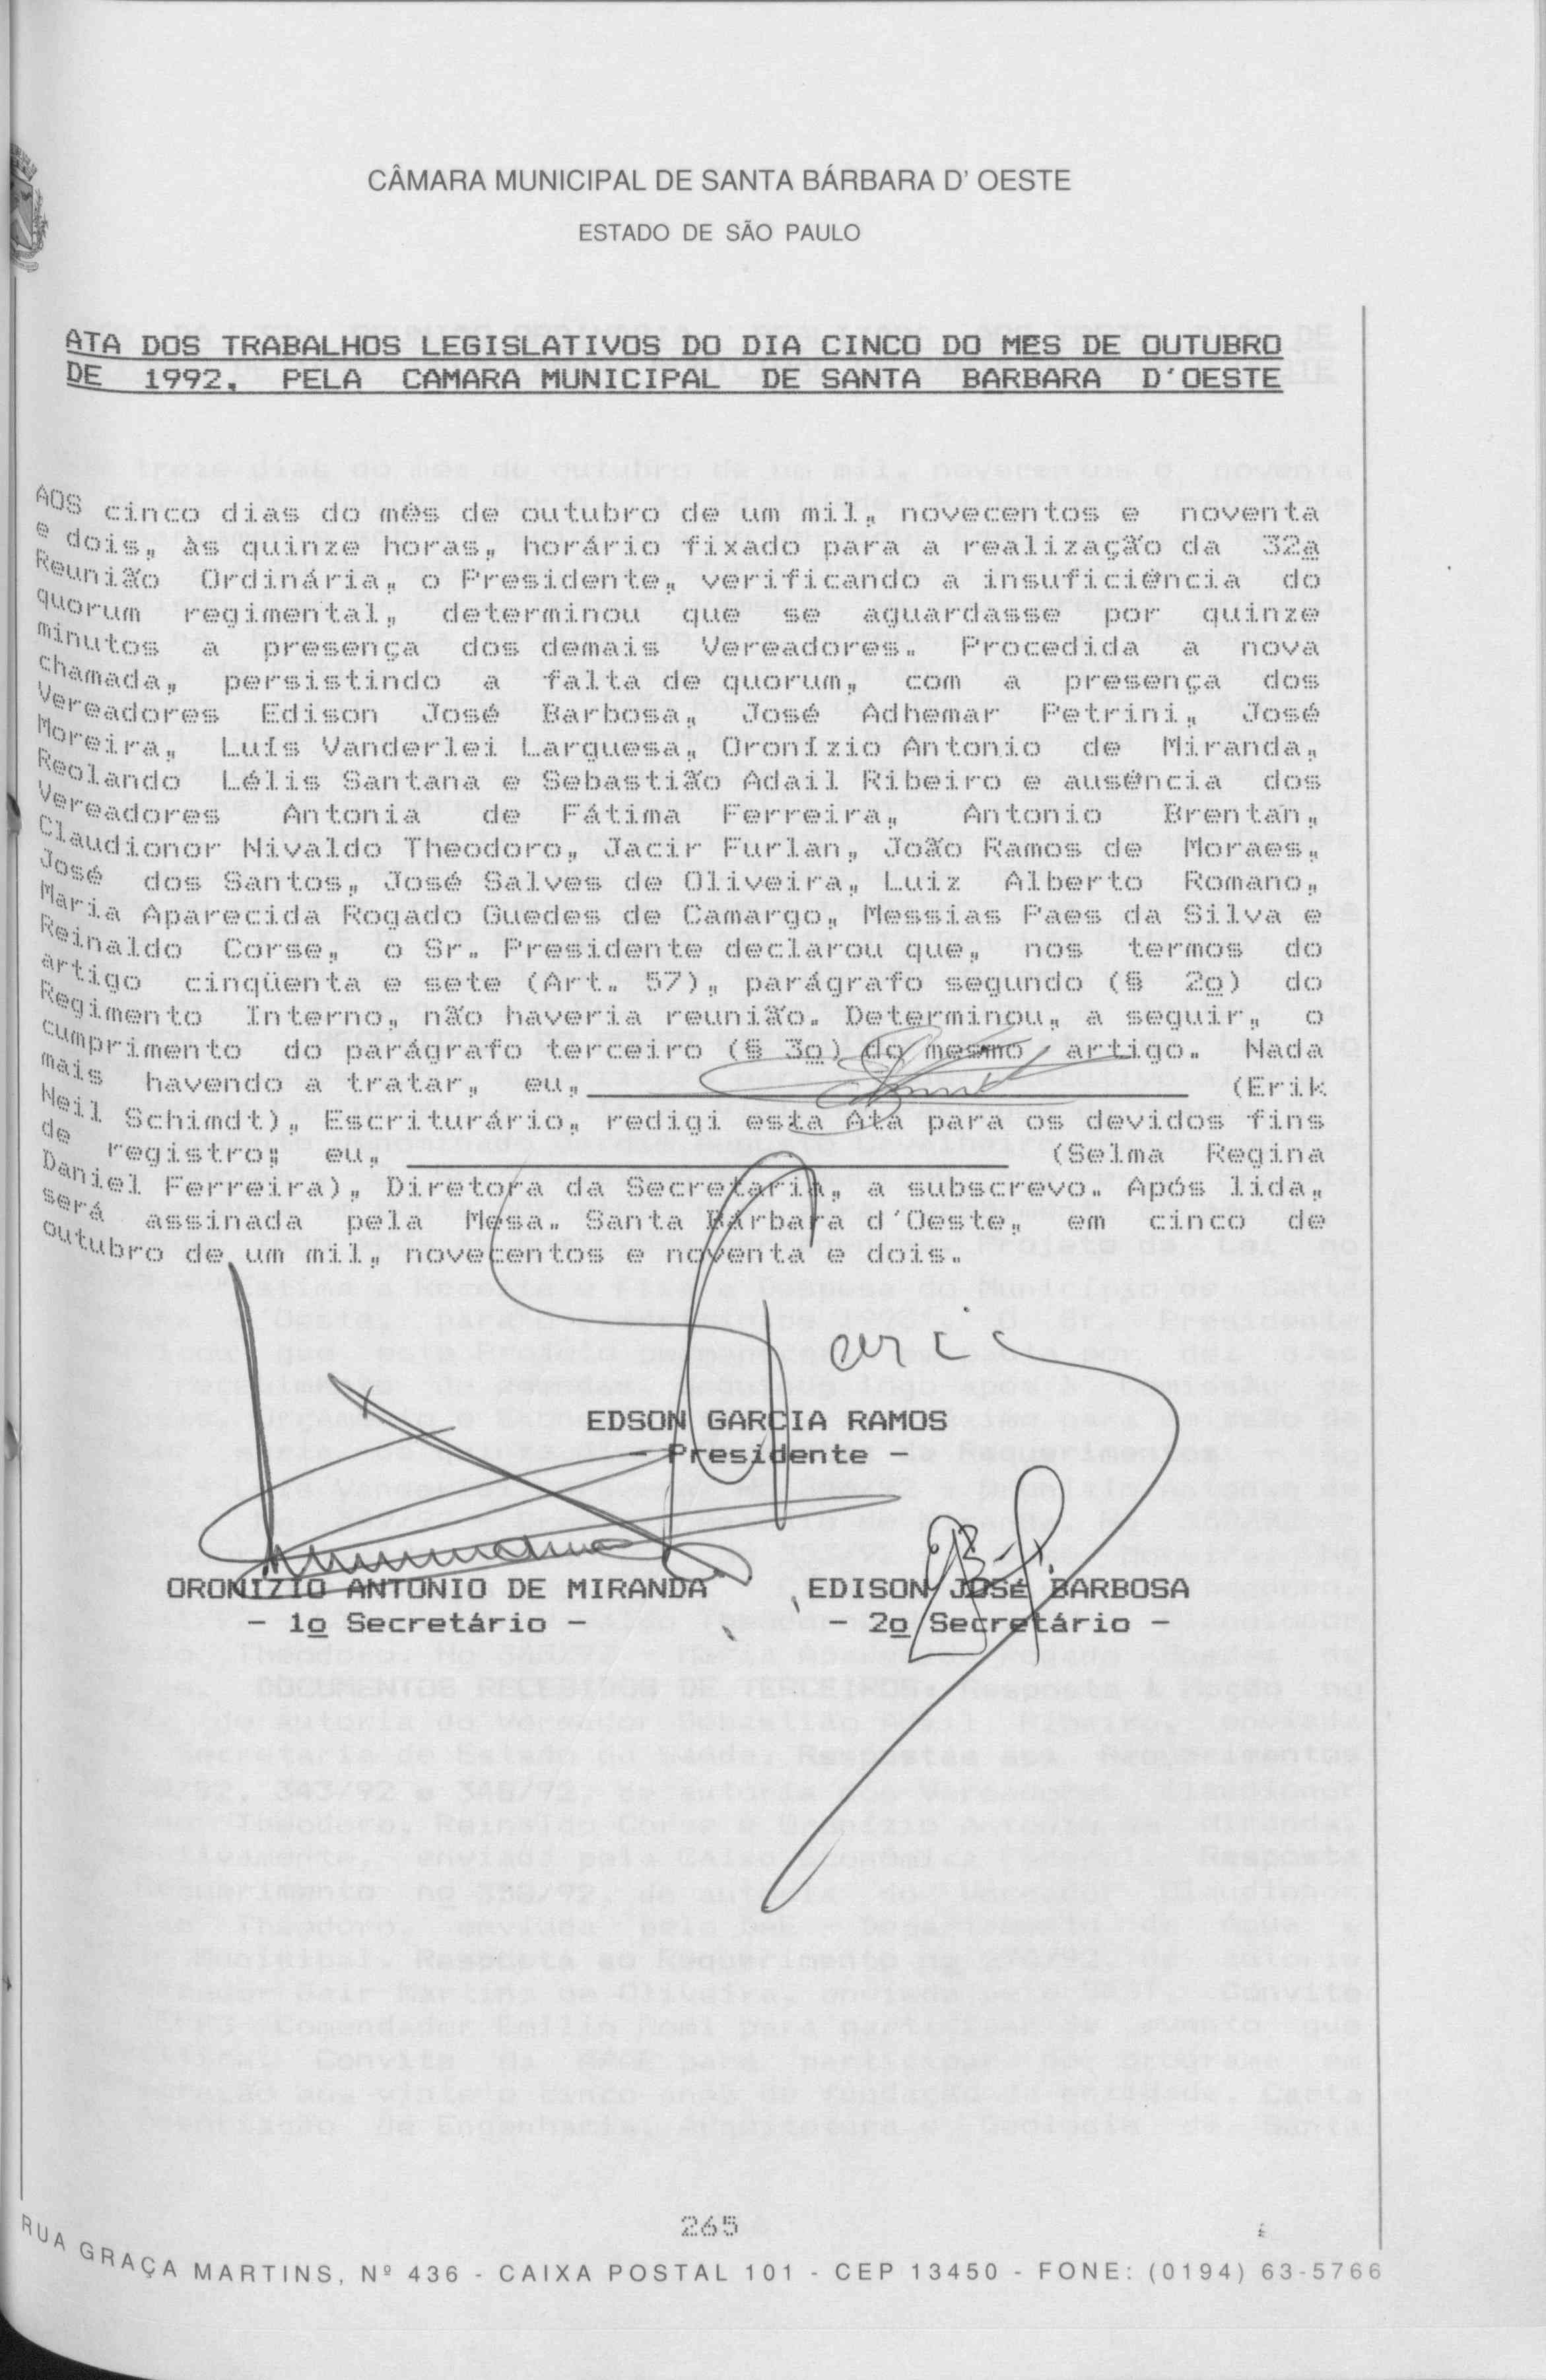 CÂMARA MUNICIPAL DE SANTA BÁRBARA D' OESTE
ESTADO DE SÃO PAULO
ATA DOS TRABALHOS LEGISLATIVOS DO DIA CINCO DO MES DE OUTUBRO
DE 1992, PELA CAMARA MUNICIPAL DE SANTA BARBARA D'OESTE
AOS cinco dias do mês de outubro de um mil, novecentos e noventa
e dois, às quinze horas, horário fixado para a realização da 32a
Reunião Ordinária, o Presidente, verificando a insuficiência do
quorum regimental, determinou que se aguardasse por quinze
minutos a presença dos demais Vereadores. Procedida a nova
chamada, persistindo a falta de quorum, com a presença dos
Vereadores Edison José Barbosa, José Adhemar Petrini, José
Moreira, Luís Vanderlei Larguesa, Oronízio Antonio de Miranda,
Reolando Lélis Santana e Sebastião Adail Ribeiro e ausência dos
Vereadores Antonia de Fátima Ferreira, Antonio Brentan,
Claudionor Nivaldo Theodoro, Jacir Furlan, João Ramos de Moraes,
José dos Santos, José Salves de Oliveira, Luiz Alberto Romano,
Maria Aparecida Rogado Guedes de Camargo, Messias Paes da Silva e
Reinaldo Corse, o Sr. Presidente declarou que, nos termos do
artigo cinqüenta e sete (Art. 57), parágrafo segundo (§ 2o) do
Regimento Interno, não haveria reunião. Determinou, a seguir, o
cumprimento do parágrafo terceiro (§ 3o) do mesmo artigo. Nada
mais havendo a tratar, eu, (Erik
Neil Schimdt), Escriturário, redigi esta Ata para os devidos fins
de registro; eu, (Selma Regina
Daniel Ferreira), Diretora da Secretaria, a subscrevo. Após lida,
será assinada pela Mesa. Santa Bárbara d'Oeste, em cinco de
outubro de um mil, novecentos e noventa e dois.
EDSON GARCIA RAMOS
- Presidente -
ORONIZIO ANTONIO DE MIRANDA EDISON JOSé BARBOSA
- 1o Secretário - - 2o Secretário -
265
RUA GRAÇA MARTINS, Nº 436 - CAIXA POSTAL 101 - CEP 13450 - FONE: (0194) 63-5766